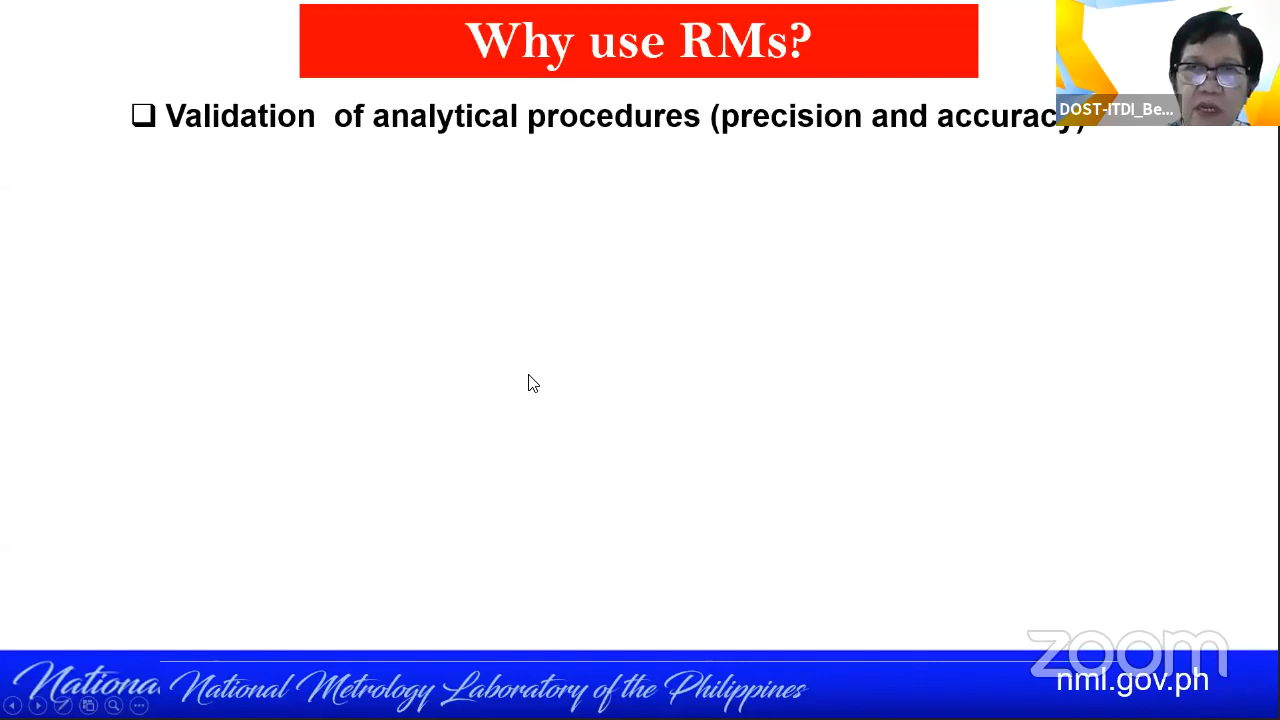 Why use RMs?
DOST-ITDI_Be...
❑ Validation of analytical procedures (precision and accuracy)
zoom
nml.gov.ph
National
National Metrology Laboratory of the Philippines